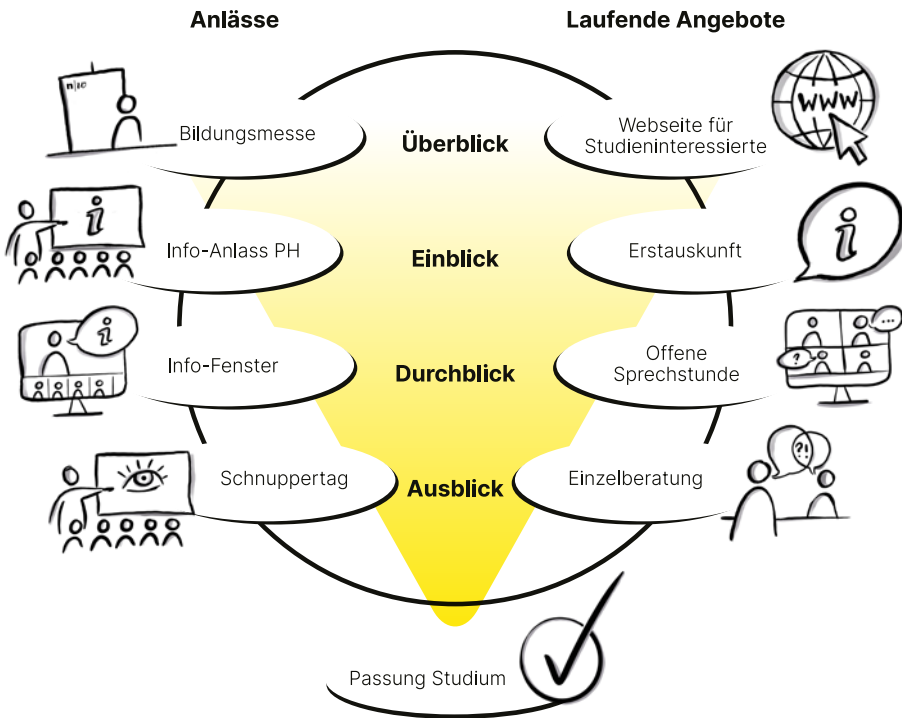 Anlässe
Laufende Angebote
n|w
Bildungsmesse
Überblick
Webseite für
Studieninteressierte
WWW
i
Info-Anlass PH
Einblick
Erstauskunft
i
i
Info-Fenster
Durchblick
Offene
Sprechstunde
...
?
Schnuppertag
Ausblick
Einzelberatung
?!
Passung Studium